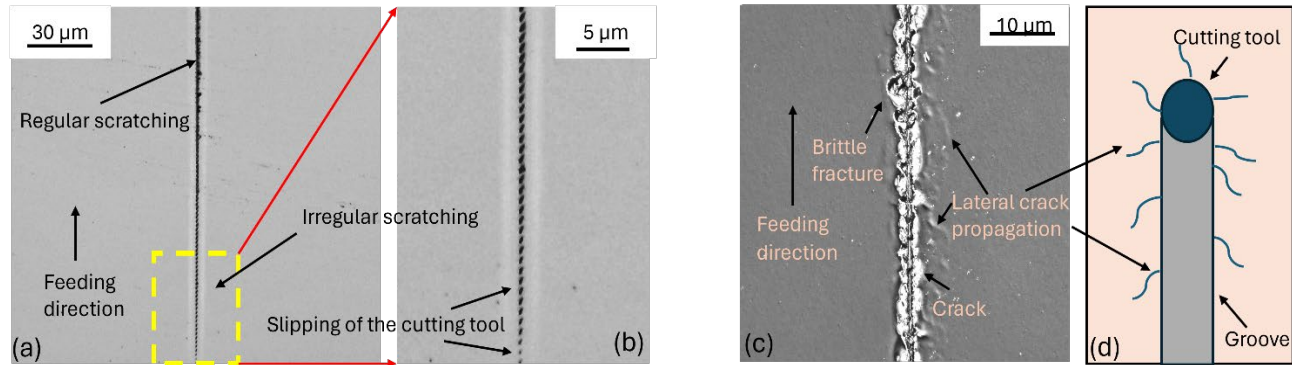 30 µm
Regular scratching
Irregular scratching
Feeding
direction
(a)
5 µm
Slipping of the cutting tool
(b)
10 µm
Brittle
fracture
Feeding
direction
Lateral crack
propagation
Crack
(c)
Cutting tool
Groove
(d)